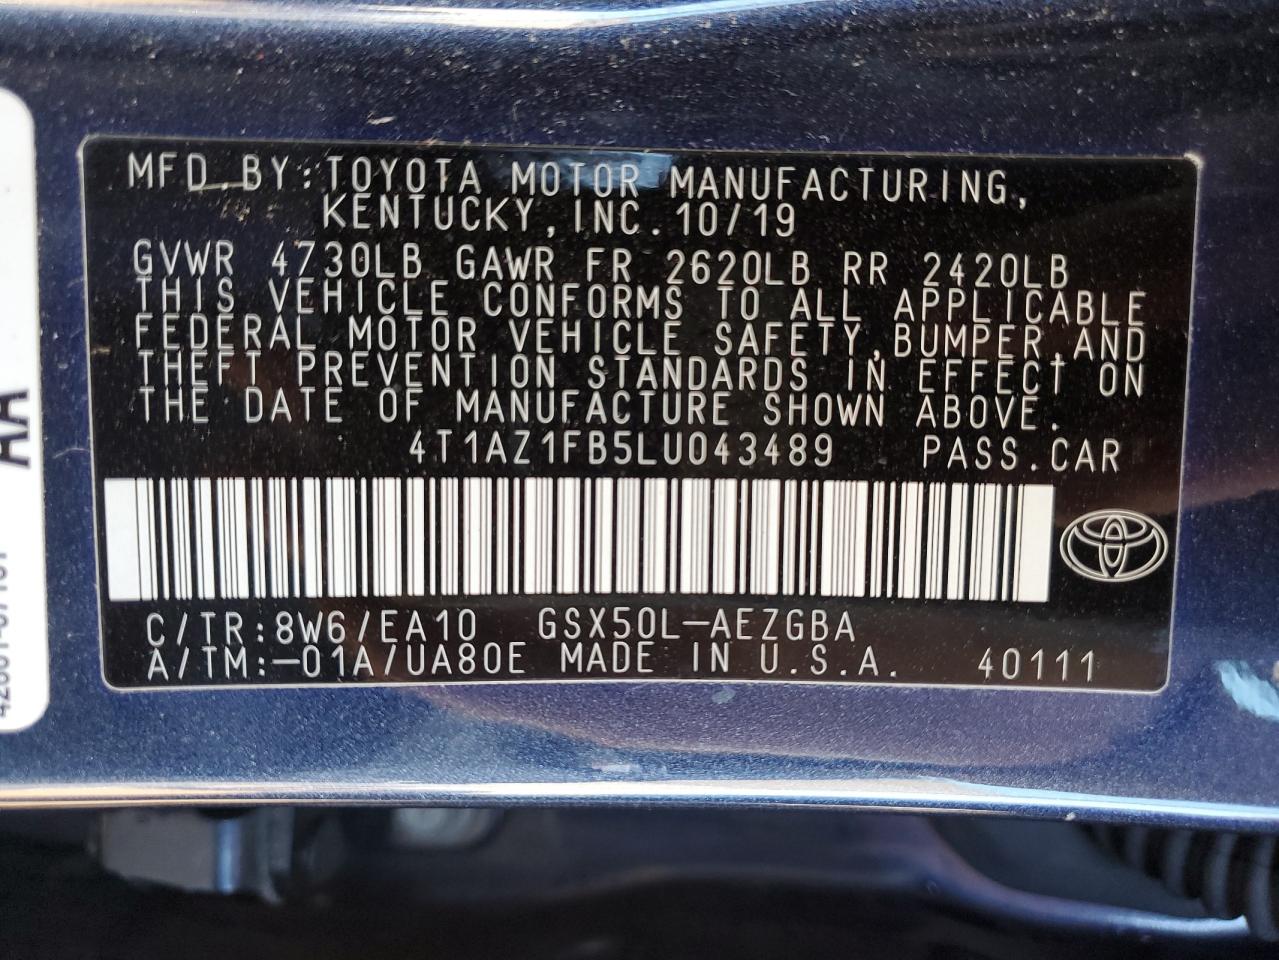 MFD.BY:TOYOTA MOTOR MANUFACTURING,
KENTUCKY,INC.10/19
GVWR 4730LB GAWR FR 2620LB RR 2420LB
THIS VEHICLE CONFORMS TO ALL APPLICABLE
FEDERAL MOTOR VEHICLE SAFETY,BUMPER,AND
THEFT PREVENTION STANDARDS IN EFFECT ON
THE DATE OF MANUFACTURE SHOWN ABOVE.
4T1AZ1FB5LU043489 PASS.CAR
C/TR:8W6/EA10 GSX50L-AEZGBA
A/TM:-01A/UA80E MADE IN U.S.A. 40111
AA